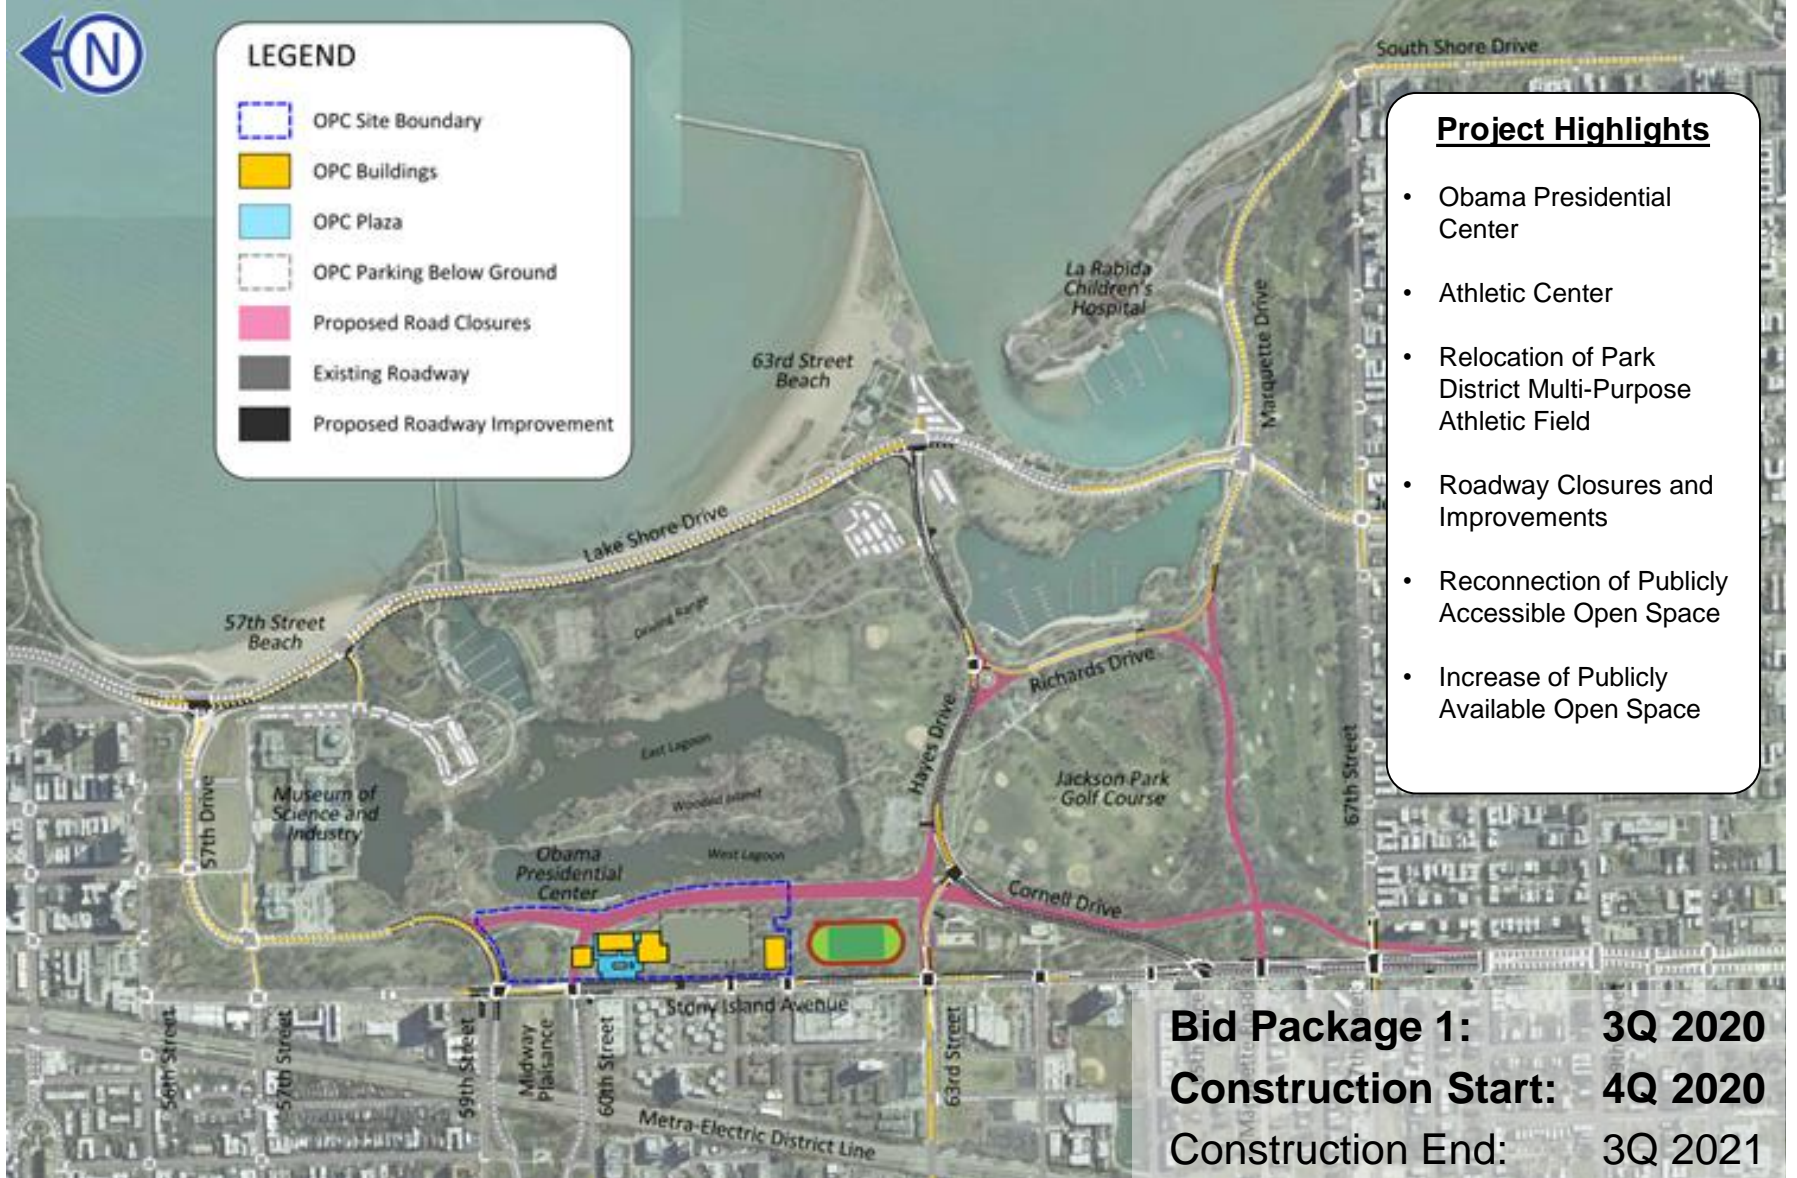 N
LEGEND
OPC Site Boundary
OPC Buildings
OPC Plaza
OPC Parking Below Ground
Proposed Road Closures
Existing Roadway
Proposed Roadway Improvement
South Shore Drive
Project Highlights
• Obama Presidential
Center
• Athletic Center
• Relocation of Park
District Multi-Purpose
Athletic Field
• Roadway Closures and
Improvements
• Reconnection of Publicly
Accessible Open Space
• Increase of Publicly
Available Open Space
La Rabida
Children's
Hospital
Marquette Drive
63rd Street
Beach
Lake Shore Drive
57th Street
Beach
Driving Range
Richards Drive
Hayes Drive
East Lagoon
Wooded Island
West Lagoon
Jackson Park
Golf Course
67th Street
57th Drive
Museum of
Science and
Industry
Obama
Presidential
Center
Cornell Drive
Stony Island Avenue
56th Street
57th Street
59th Street
Midway
Plaisance
60th Street
63rd Street
Metra Electric District Line
Bid Package 1: 3Q 2020
Construction Start: 4Q 2020
Construction End: 3Q 2021